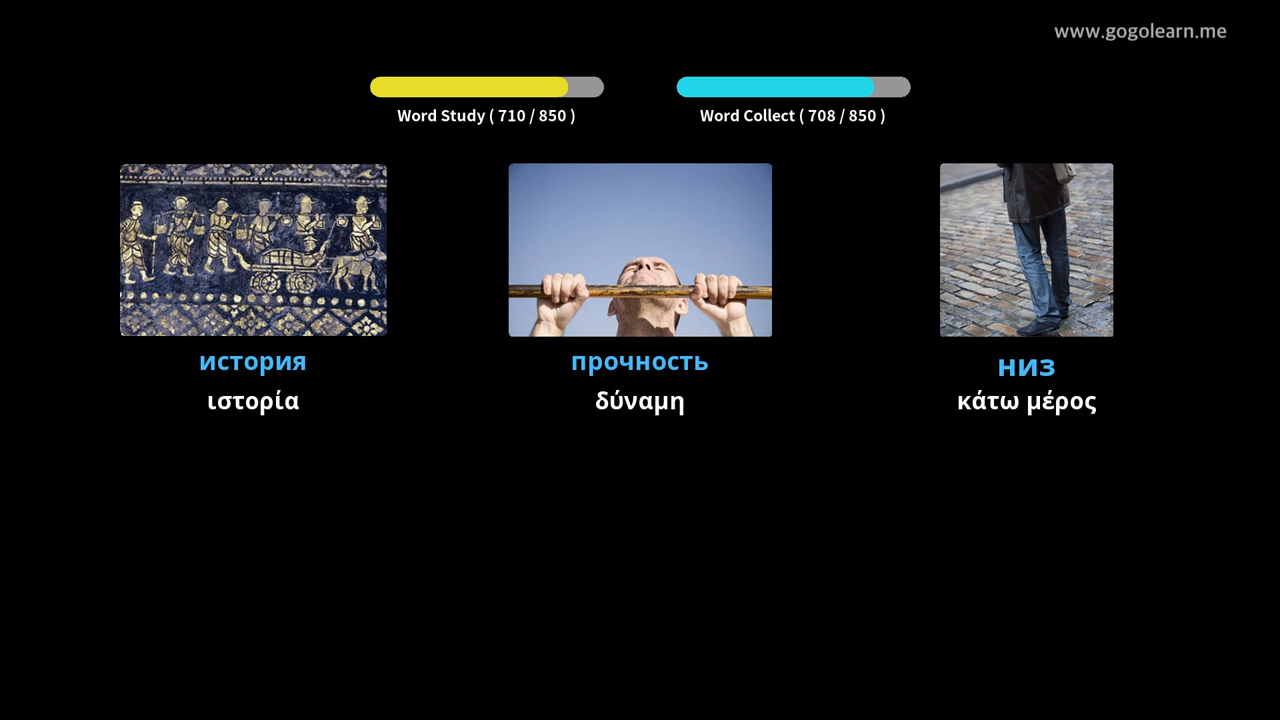 www.gogolearn.me
Word Study ( 710 / 850 )
Word Collect ( 708 / 850 )
история
прочность
низ
ιστορία
δύναμη
κάτω μέρος